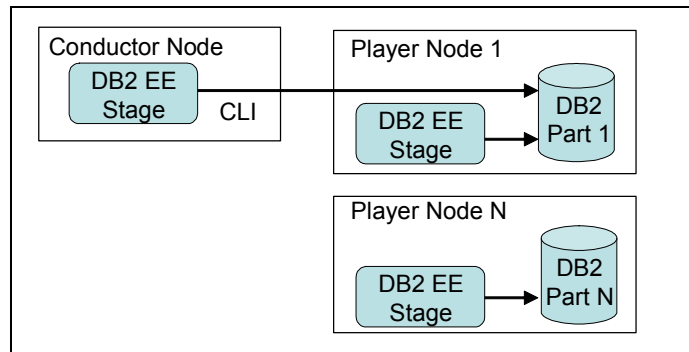 Conductor Node
DB2 EE
Stage
CLI
Player Node 1
DB2 EE
Stage
DB2
Part 1
Player Node N
DB2 EE
Stage
DB2
Part N